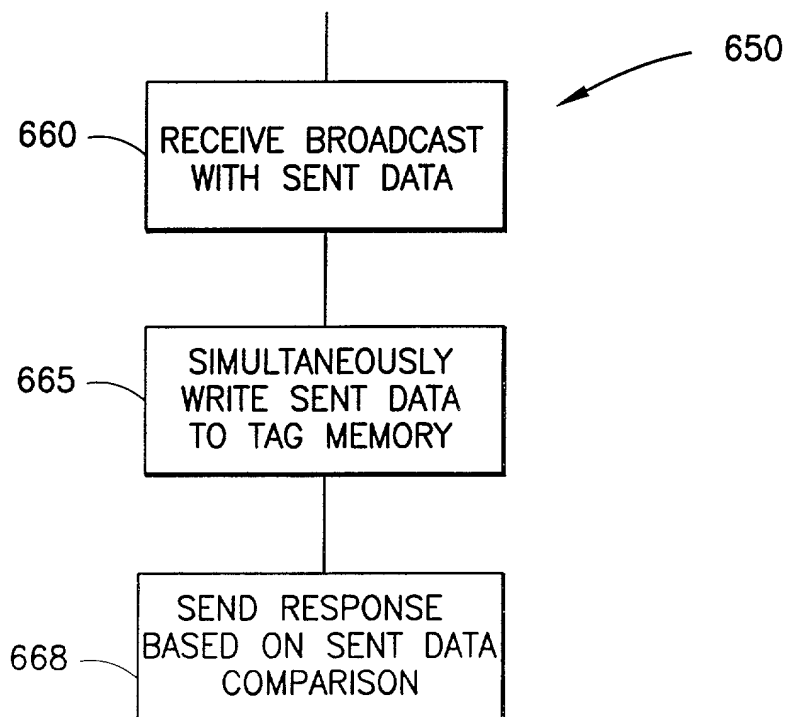 650
660
RECEIVE BROADCAST
WITH SENT DATA
665
SIMULTANEOUSLY
WRITE SENT DATA
TO TAG MEMORY
668
SEND RESPONSE
BASED ON SENT DATA
COMPARISON